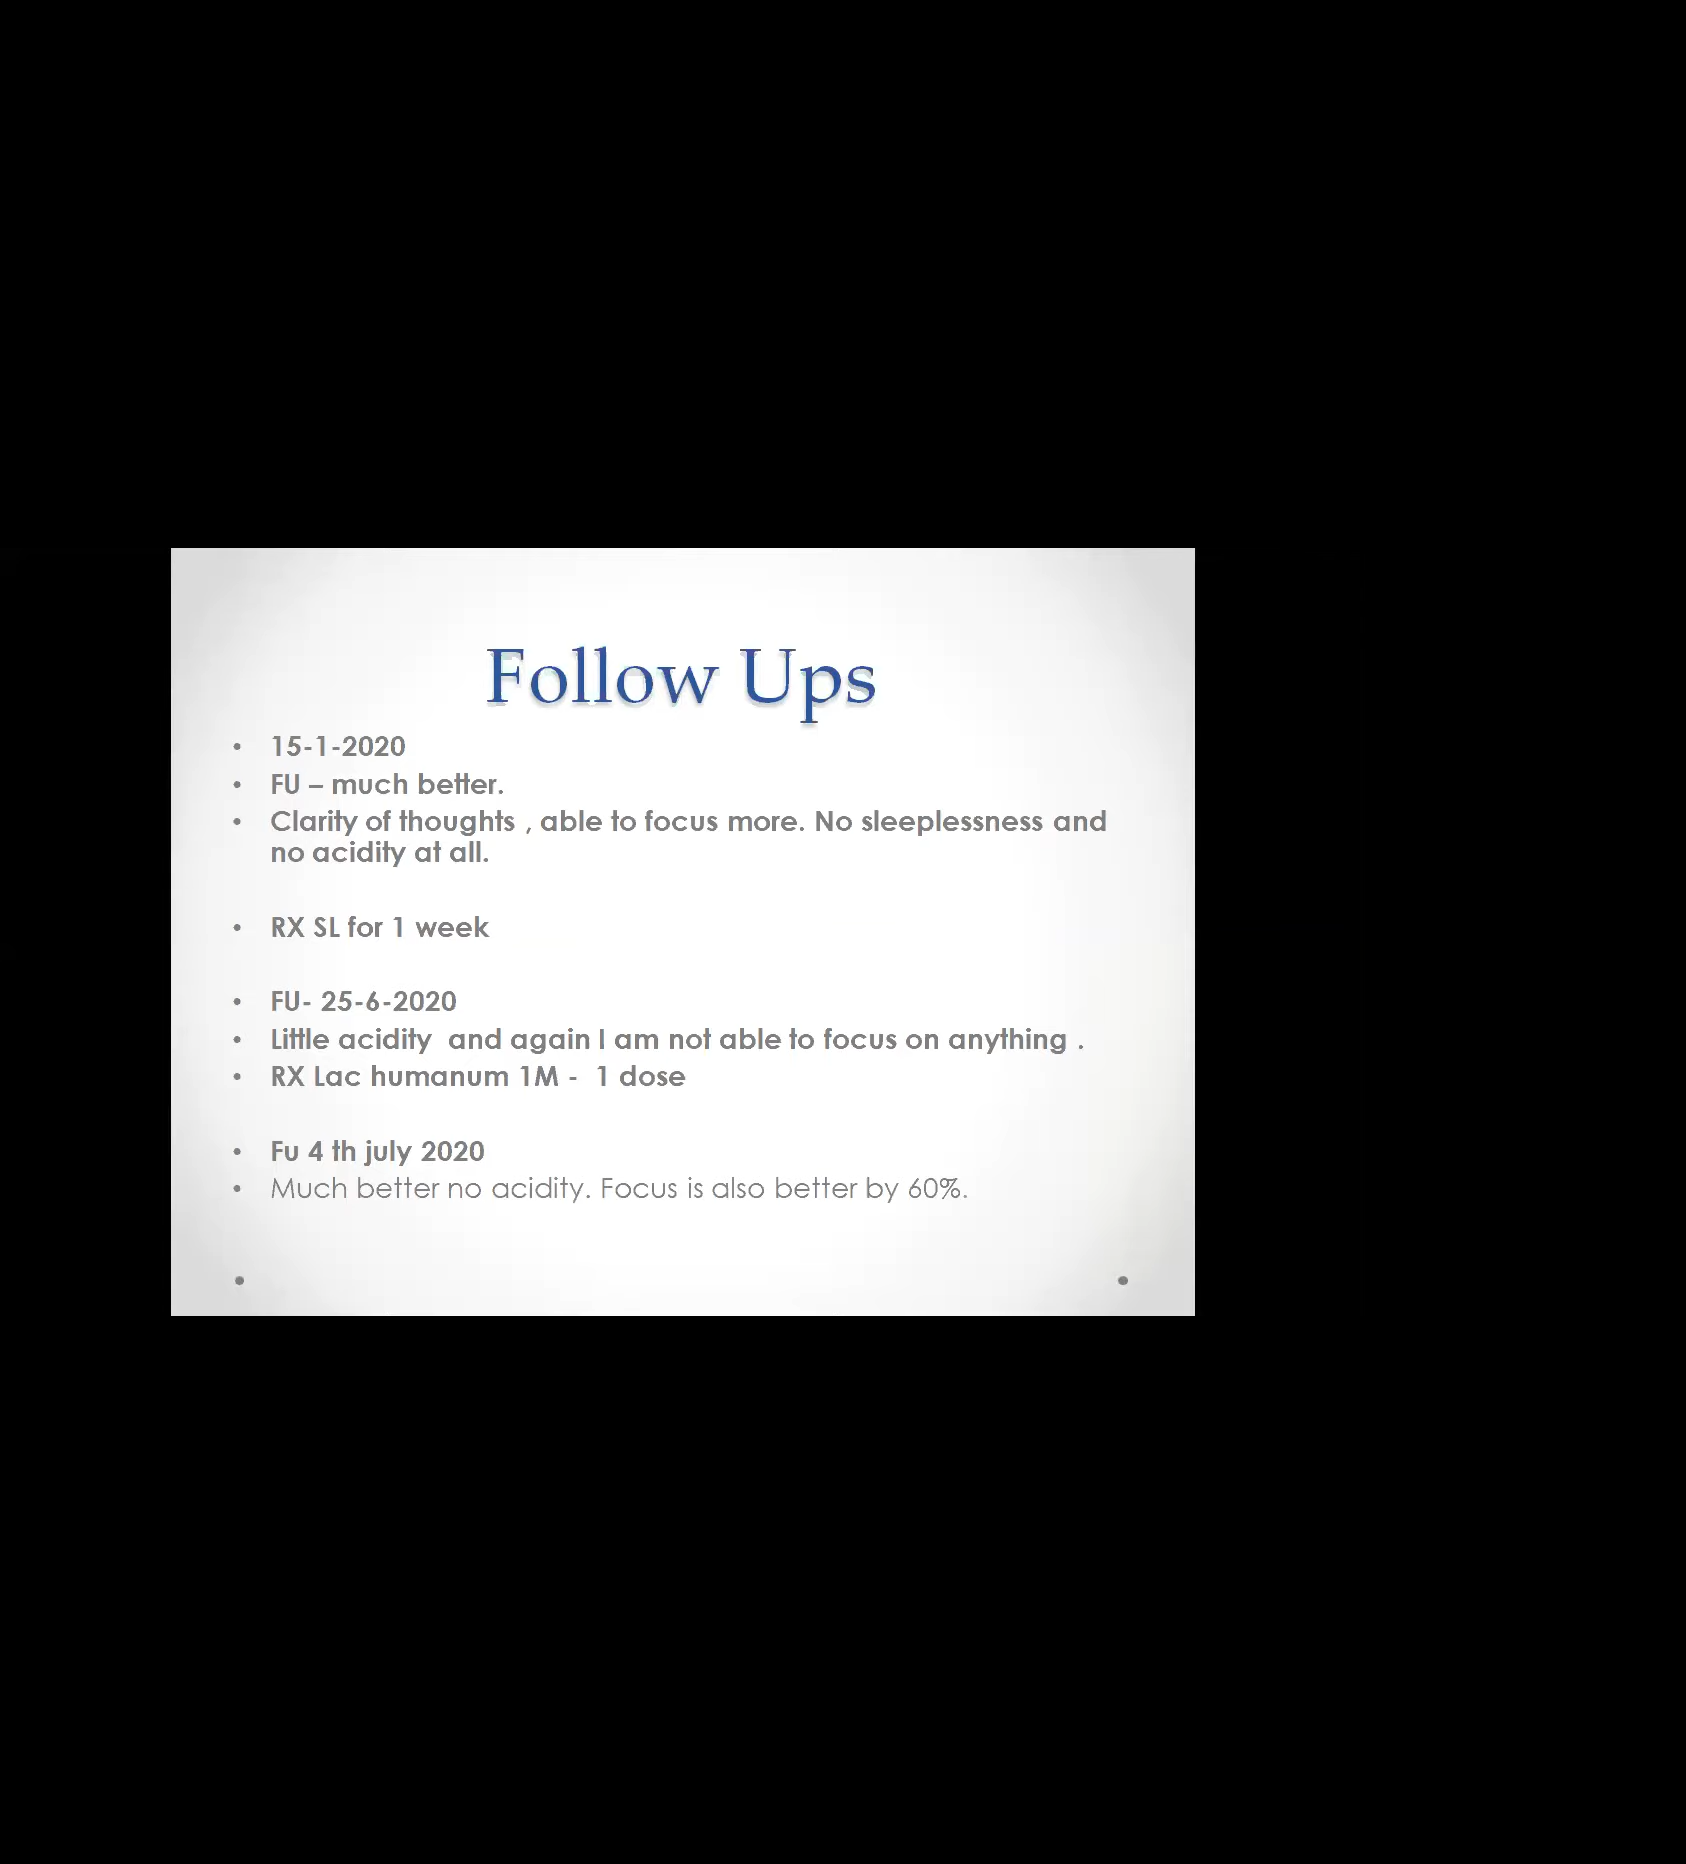 Follow Ups
• 15-1-2020
• FU – much better.
• Clarity of thoughts , able to focus more. No sleeplessness and
no acidity at all.
• RX SL for 1 week
• FU- 25-6-2020
• Little acidity  and again I am not able to focus on anything .
• RX Lac humanum 1M -  1 dose
• Fu 4 th july 2020
• Much better no acidity. Focus is also better by 60%.